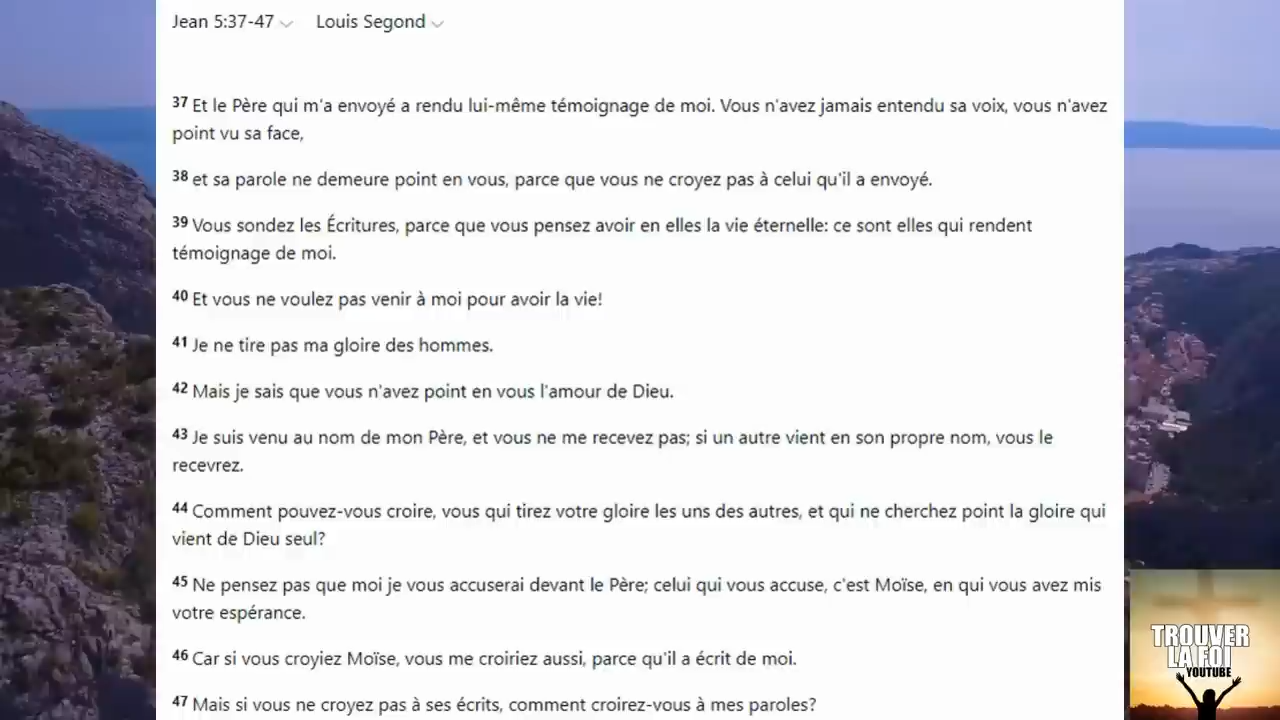 Jean 5:37-47 Louis Segond
37 Et le Père qui m'a envoyé a rendu lui-même témoignage de moi. Vous n'avez jamais entendu sa voix, vous n'avez
point vu sa face,
38 et sa parole ne demeure point en vous, parce que vous ne croyez pas à celui qu'il a envoyé.
39 Vous sondez les Écritures, parce que vous pensez avoir en elles la vie éternelle: ce sont elles qui rendent
témoignage de moi.
40 Et vous ne voulez pas venir à moi pour avoir la vie!
41 Je ne tire pas ma gloire des hommes.
42 Mais je sais que vous n'avez point en vous l'amour de Dieu.
43 Je suis venu au nom de mon Père, et vous ne me recevez pas; si un autre vient en son propre nom, vous le
recevrez.
44 Comment pouvez-vous croire, vous qui tirez votre gloire les uns des autres, et qui ne cherchez point la gloire qui
vient de Dieu seul?
45 Ne pensez pas que moi je vous accuserai devant le Père; celui qui vous accuse, c'est Moïse, en qui vous avez mis
votre espérance.
46 Car si vous croyiez Moïse, vous me croiriez aussi, parce qu'il a écrit de moi.
47 Mais si vous ne croyez pas à ses écrits, comment croirez-vous à mes paroles?
TROUVER
LA FOI
YOUTUBE